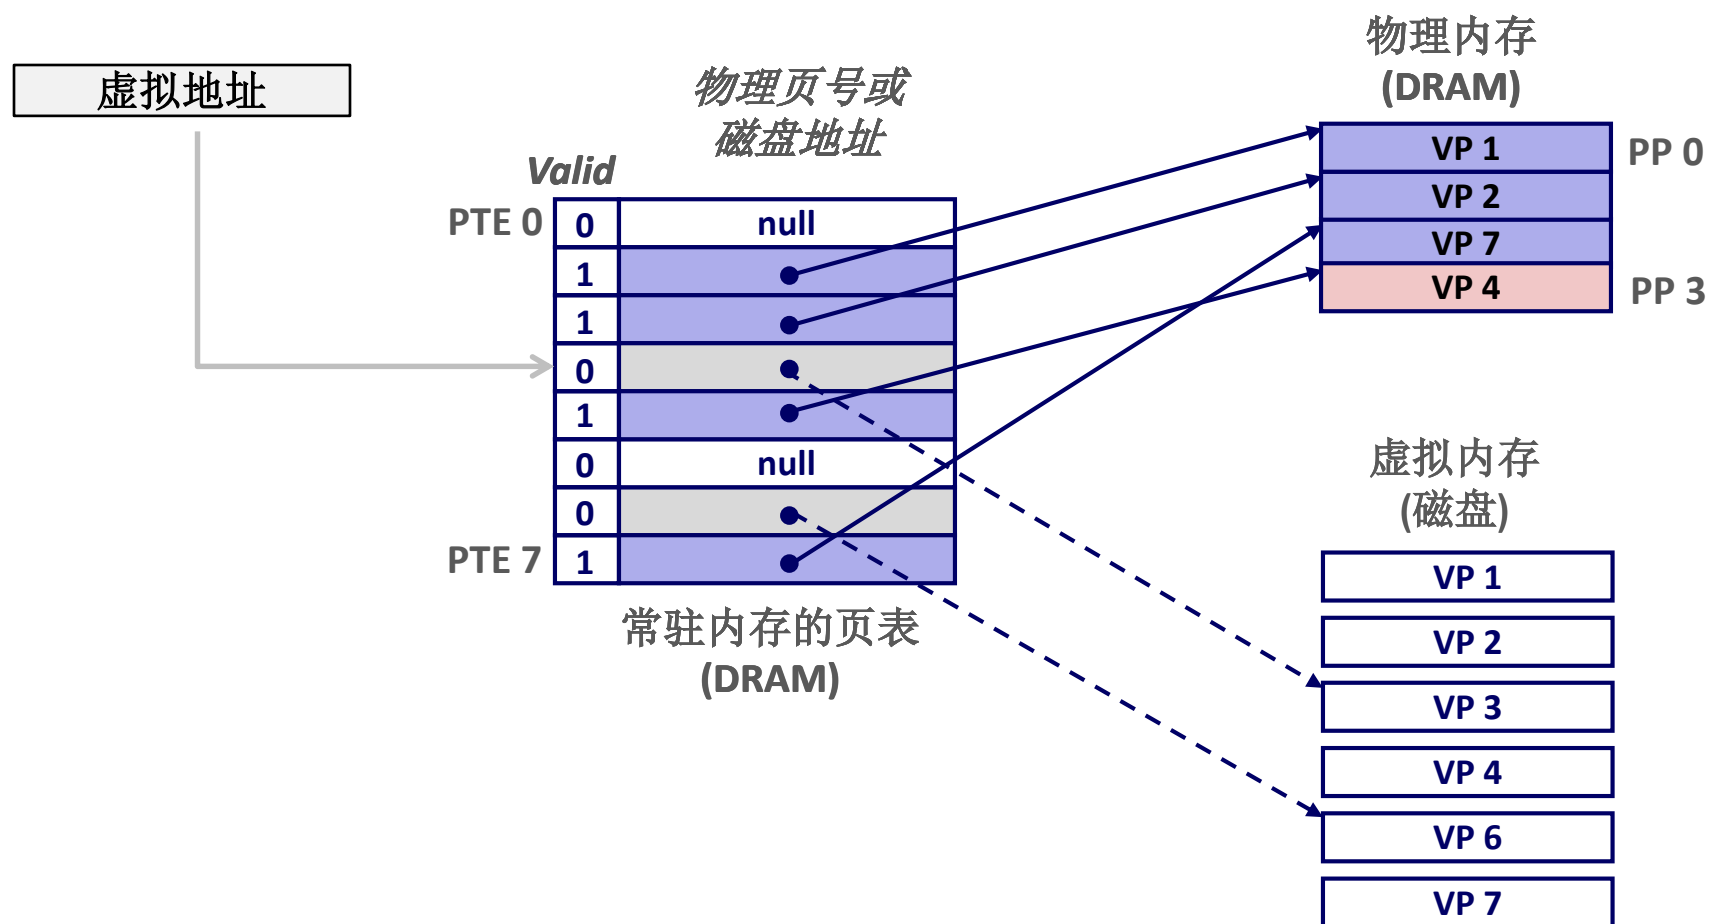 虚拟地址
物理页号或
磁盘地址
Valid
PTE 0
0
null
1
1
0
1
0
null
0
PTE 7
1
常驻内存的页表
(DRAM)
物理内存
(DRAM)
VP 1
PP 0
VP 2
VP 7
VP 4
PP 3
虚拟内存
(磁盘)
VP 1
VP 2
VP 3
VP 4
VP 6
VP 7